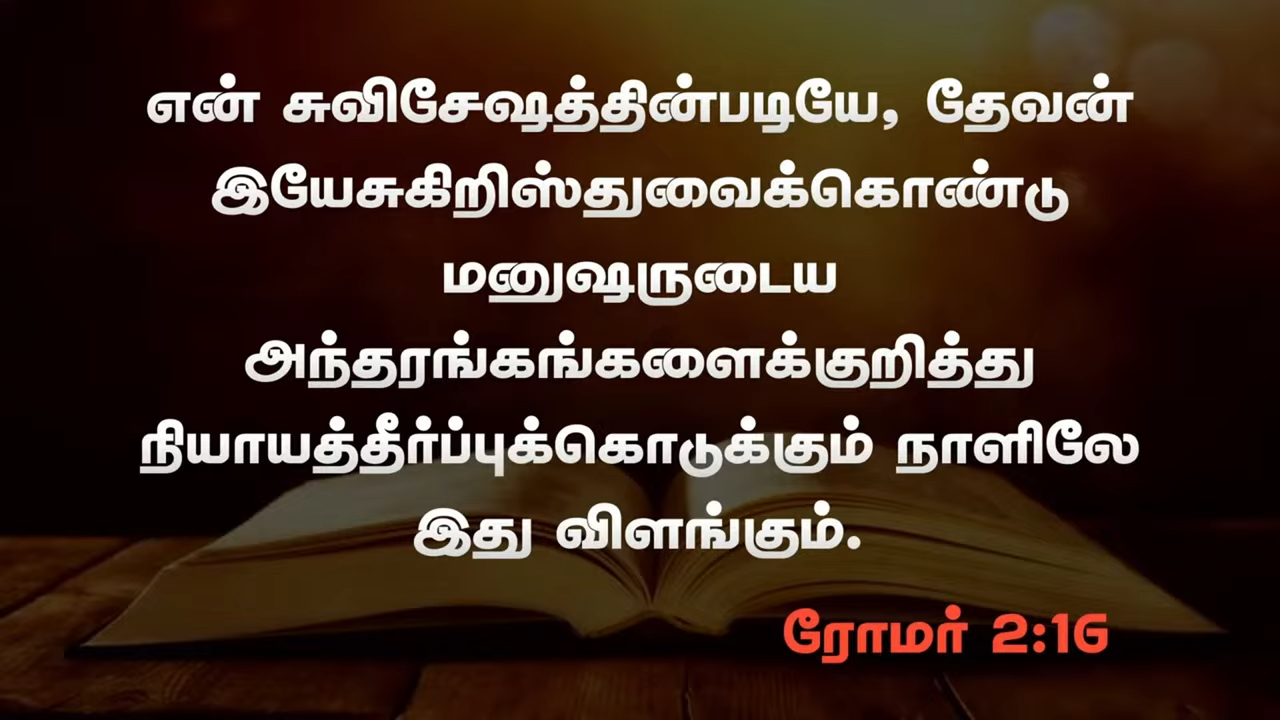 என் சுவிசேஷத்தின்படியே, தேவன்
இயேசுகிறிஸ்துவைக்கொண்டு
மனுஷருடைய
அந்தரங்கங்களைக்குறித்து
நியாயத்தீர்ப்புக்கொடுக்கும் நாளிலே
இது விளங்கும்.
ரோமர் 2:16